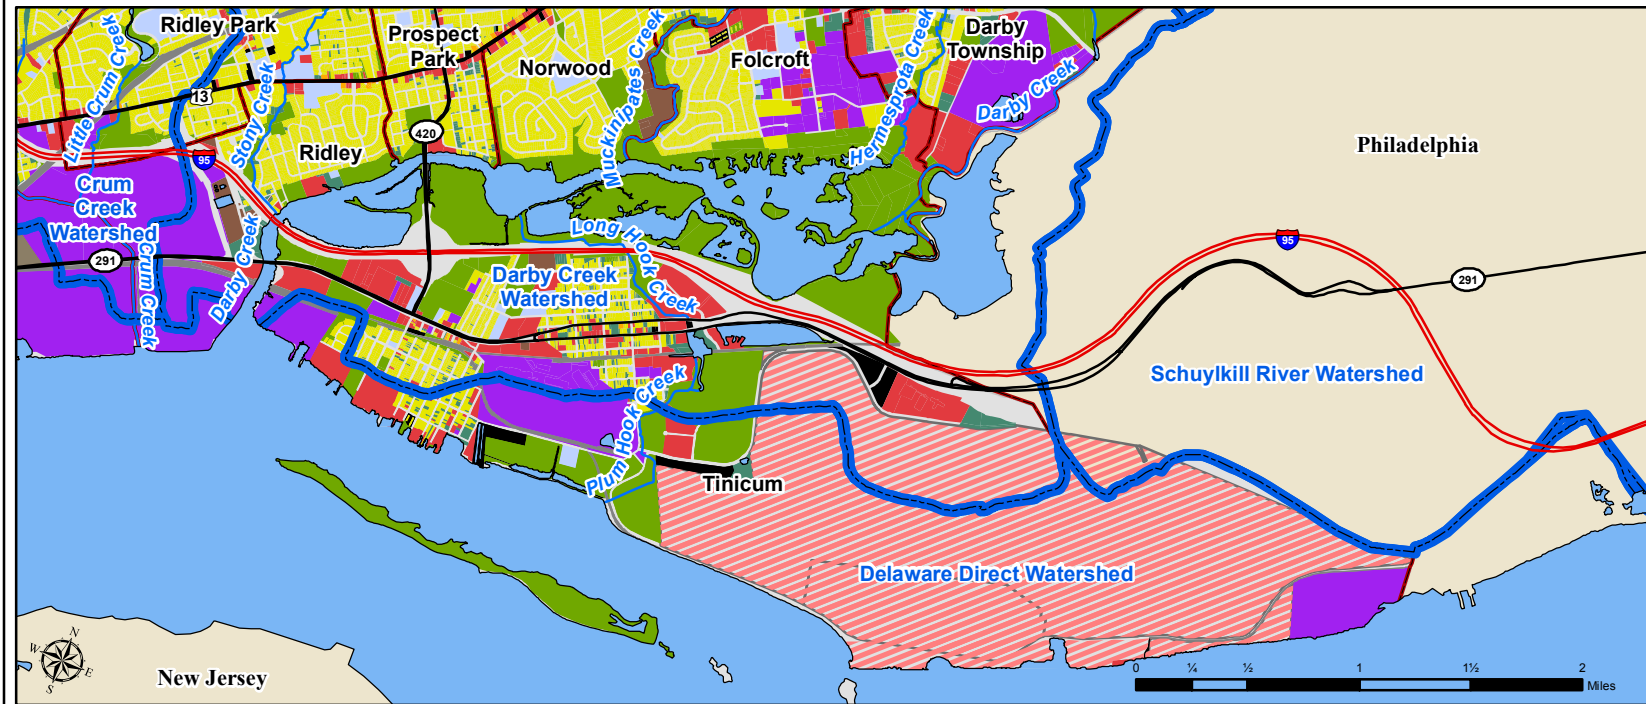 Ridley Park
Prospect
Park
Norwood
Folcroft
Darby
Township
Little Crum Creek
Stony Creek
Muckinipates Creek
Hermesprota Creek
Darby Creek
13
420
95
Ridley
Philadelphia
Crum
Creek
Watershed
Crum Creek
Darby Creek
291
Long Hook Creek
Darby Creek
Watershed
95
291
Schuylkill River Watershed
Plum Hook Creek
Tinicum
Delaware Direct Watershed
New Jersey
N
W
E
S
0 ¼ ½ 1 1½ 2
Miles